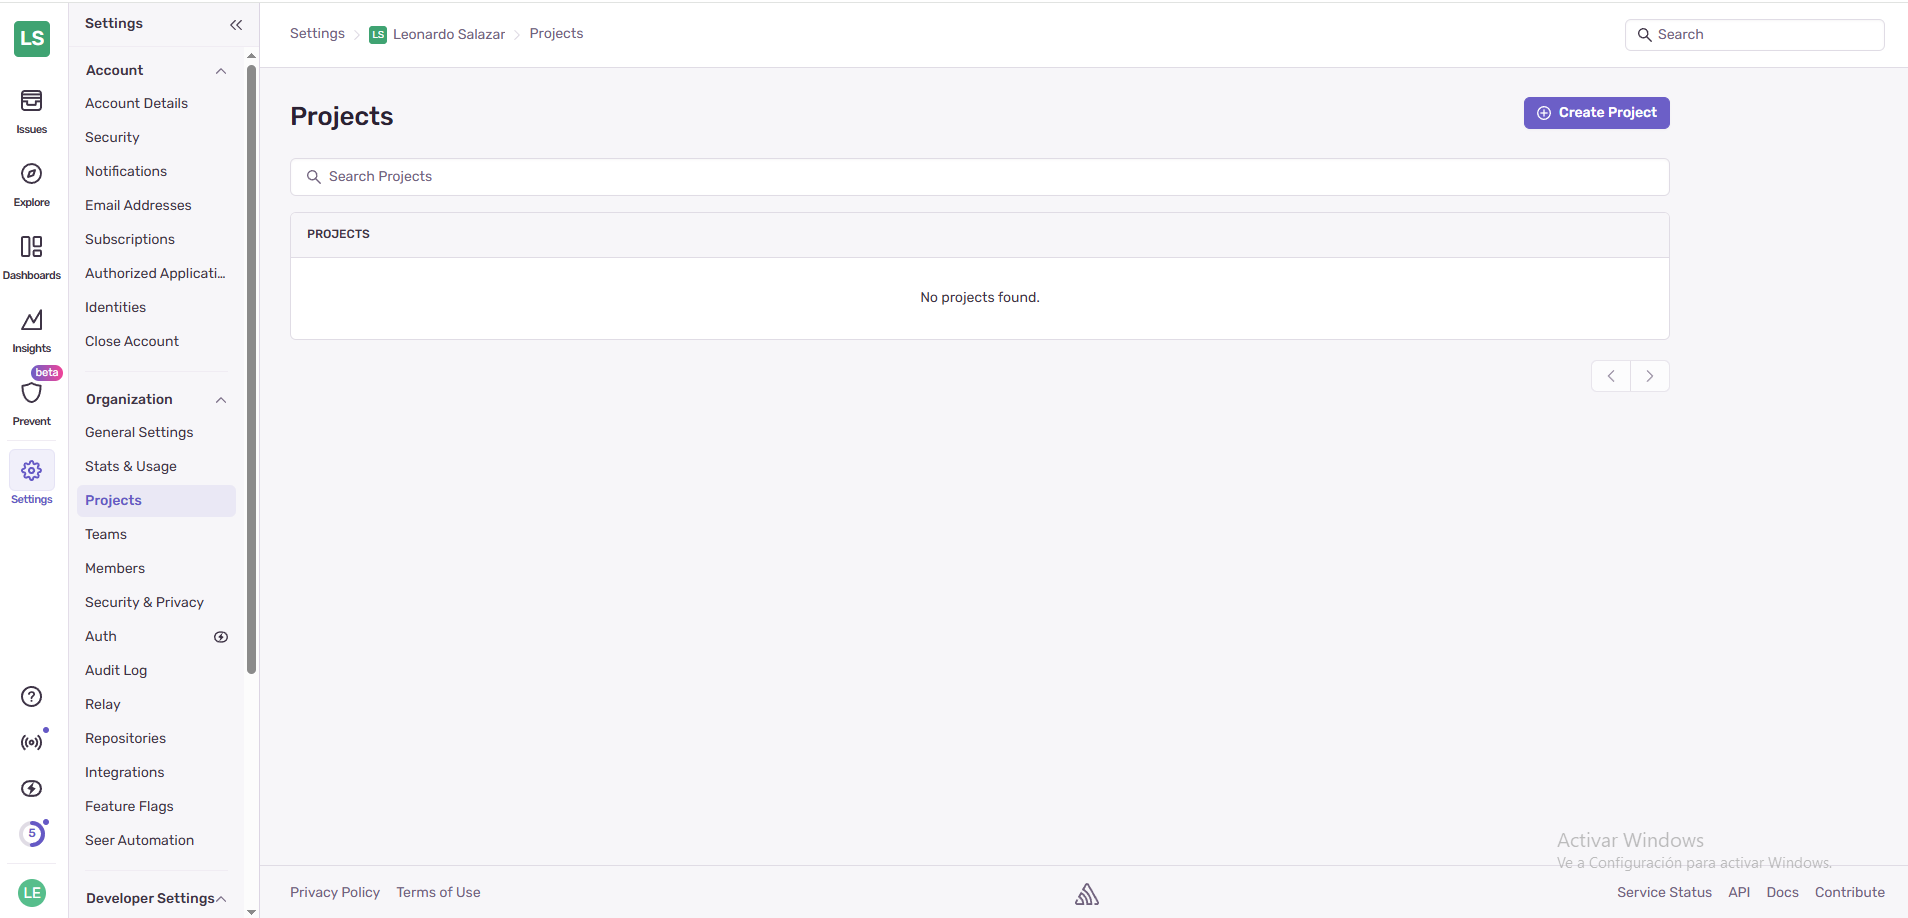 LS
Issues
Explore
Dashboards
Insights
beta
Prevent
Settings
5
LE
Settings
Account
Account Details
Security
Notifications
Email Addresses
Subscriptions
Authorized Applicati...
Identities
Close Account
Organization
General Settings
Stats & Usage
Projects
Teams
Members
Security & Privacy
Auth
Audit Log
Relay
Repositories
Integrations
Feature Flags
Seer Automation
Developer Settings
Settings LS Leonardo Salazar Projects
Search
Projects
Create Project
Search Projects
PROJECTS
No projects found.
Activar Windows
Ve a Configuración para activar Windows.
Privacy Policy Terms of Use
Service Status API Docs Contribute